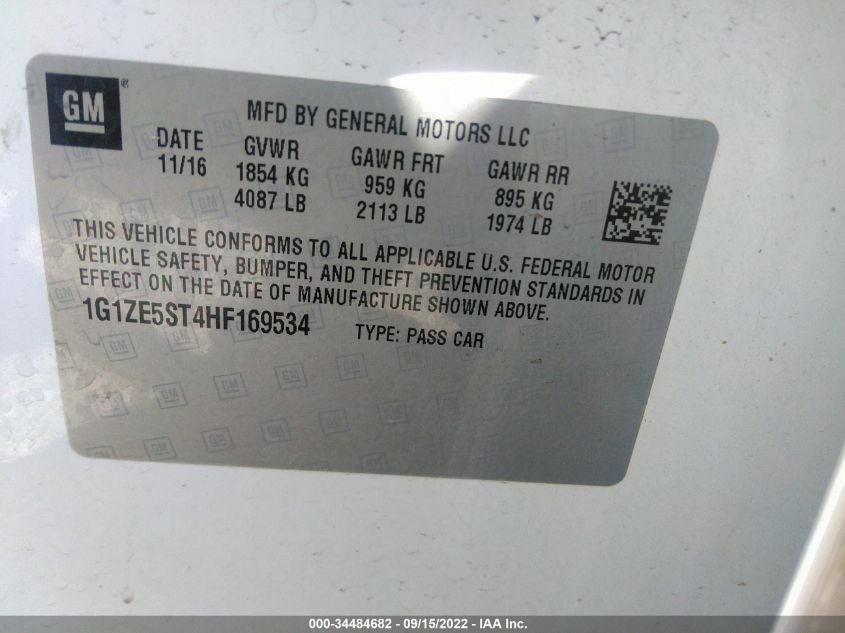 GM®
MFD BY GENERAL MOTORS LLC
DATE GVWR GAWR FRT GAWR RR
11/16 1854 KG 959 KG 895 KG
4087 LB 2113 LB 1974 LB
THIS VEHICLE CONFORMS TO ALL APPLICABLE U.S. FEDERAL MOTOR
VEHICLE SAFETY, BUMPER, AND THEFT PREVENTION STANDARDS IN
EFFECT ON THE DATE OF MANUFACTURE SHOWN ABOVE.
1G1ZE5ST4HF169534 TYPE: PASS CAR
000-34484682 - 09/15/2022 - IAA Inc.